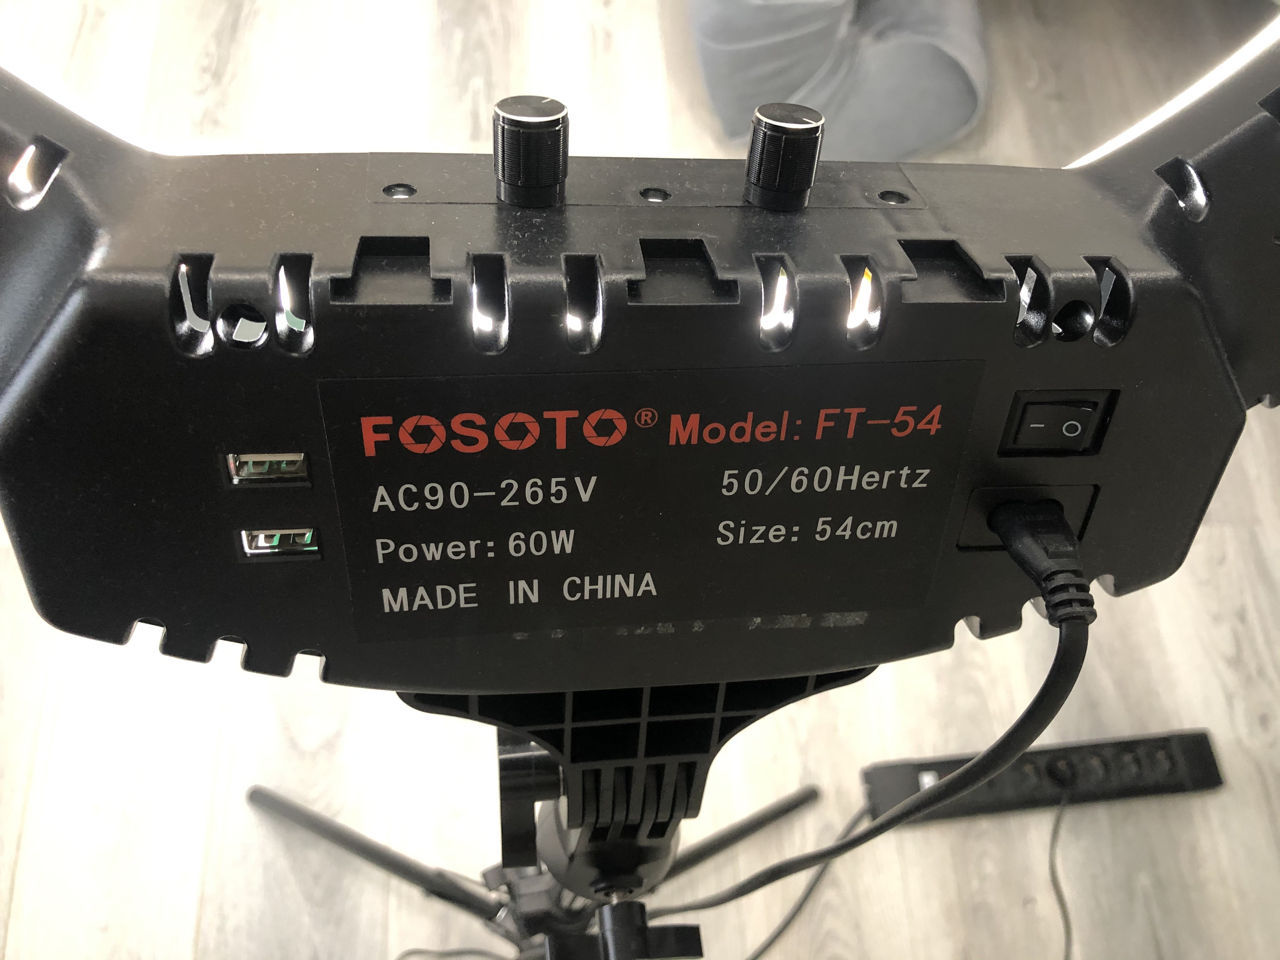 FOSOTO® Model: FT-54
AC90-265V 50/60Hertz
Power: 60W Size: 54cm
MADE IN CHINA
– O